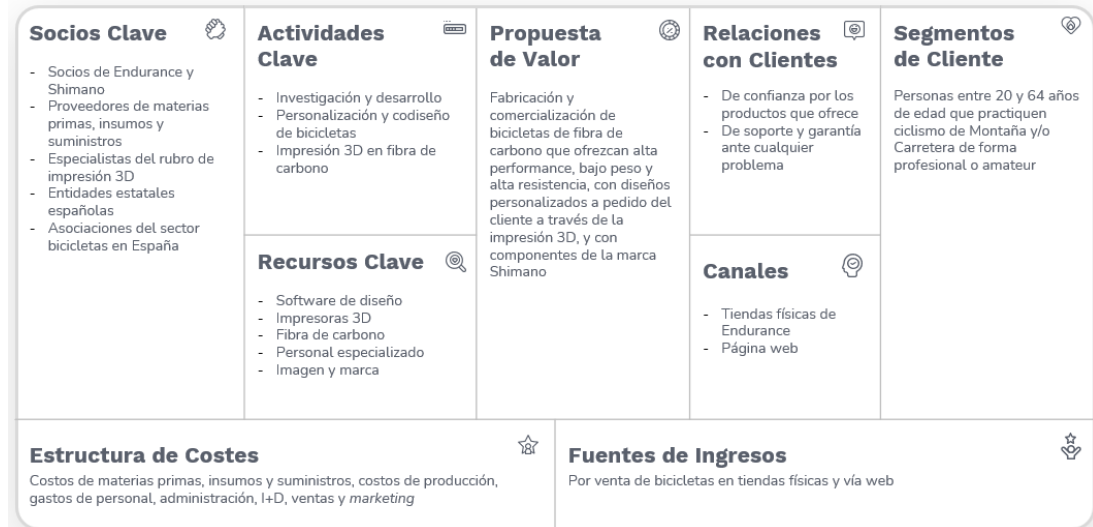 Socios Clave
- Socios de Endurance y
Shimano
- Proveedores de materias
primas, insumos y
suministros
- Especialistas del rubro de
impresión 3D
- Entidades estatales
españolas
- Asociaciones del sector
bicicletas en España
Actividades
Clave
- Investigación y desarrollo
- Personalización y codiseño
de bicicletas
- Impresión 3D en fibra de
carbono
Recursos Clave
- Software de diseño
- Impresoras 3D
- Fibra de carbono
- Personal especializado
- Imagen y marca
Propuesta
de Valor
Fabricación y
comercialización de
bicicletas de fibra de
carbono que ofrezcan alta
performance, bajo peso y
alta resistencia, con diseños
personalizados a pedido del
cliente a través de la
impresión 3D, y con
componentes de la marca
Shimano
Relaciones
con Clientes
- De confianza por los
productos que ofrece
- De soporte y garantía
ante cualquier
problema
Canales
- Tiendas físicas de
Endurance
- Página web
Segmentos
de Cliente
Personas entre 20 y 64 años
de edad que practiquen
ciclismo de Montaña y/o
Carretera de forma
profesional o amateur
Estructura de Costes
Costos de materias primas, insumos y suministros, costos de producción,
gastos de personal, administración, I+D, ventas y marketing
Fuentes de Ingresos
Por venta de bicicletas en tiendas físicas y vía web